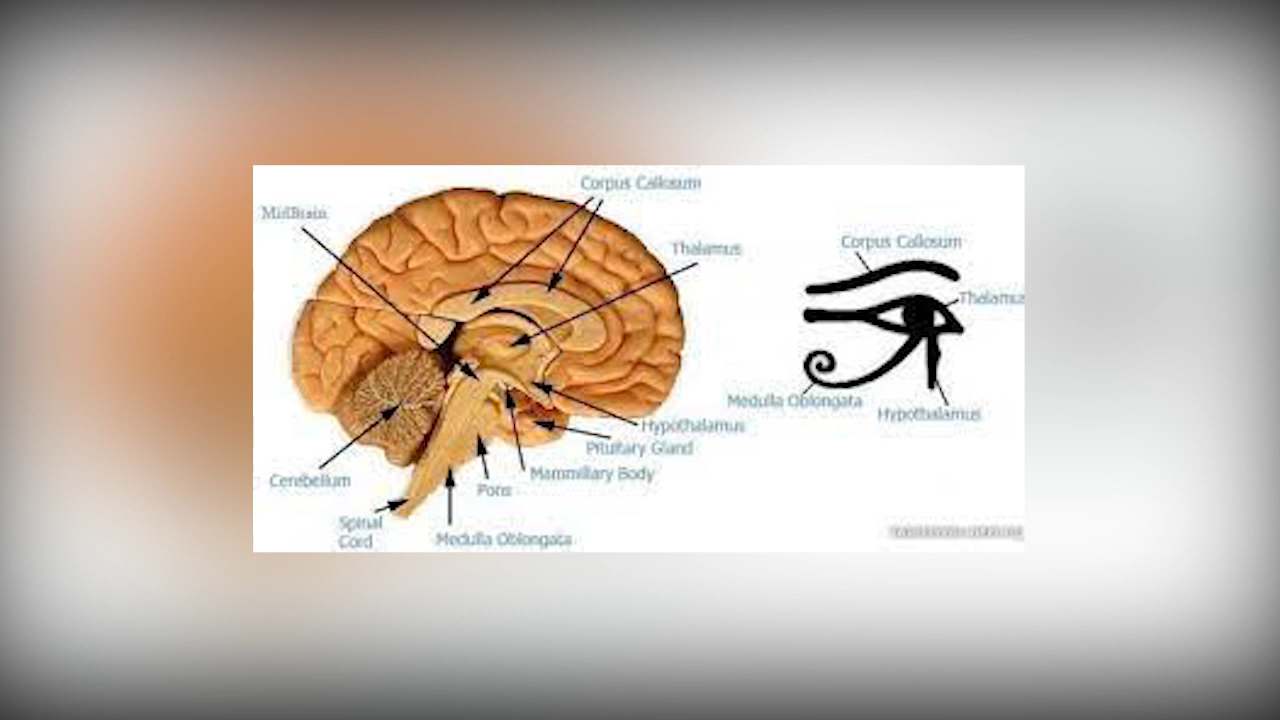 Corpus Callosum
MidBrain
Thalamus
Hypothalamus
Pituitary Gland
Mammillary Body
Pons
Cerebellum
Spinal
Cord
Medulla Oblongata
Corpus Callosum
Thalamus
Medulla Oblongata
Hypothalamus